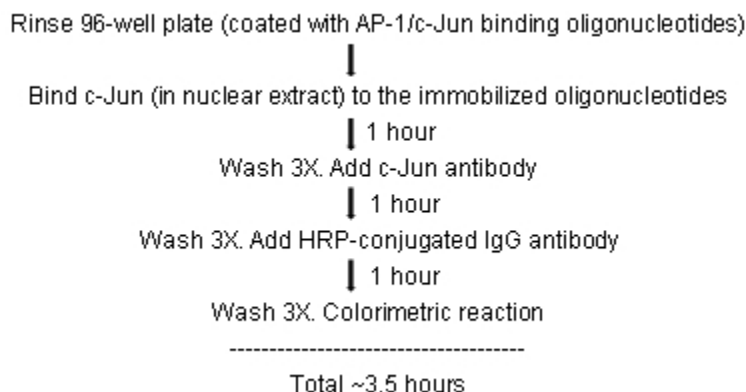 Rinse 96-well plate (coated with AP-1/c-Jun binding oligonucleotides)
Bind c-Jun (in nuclear extract) to the immobilized oligonucleotides
1 hour
Wash 3X. Add c-Jun antibody
1 hour
Wash 3X. Add HRP-conjugated IgG antibody
1 hour
Wash 3X. Colorimetric reaction
-------------------------------------
Total ~3.5 hours